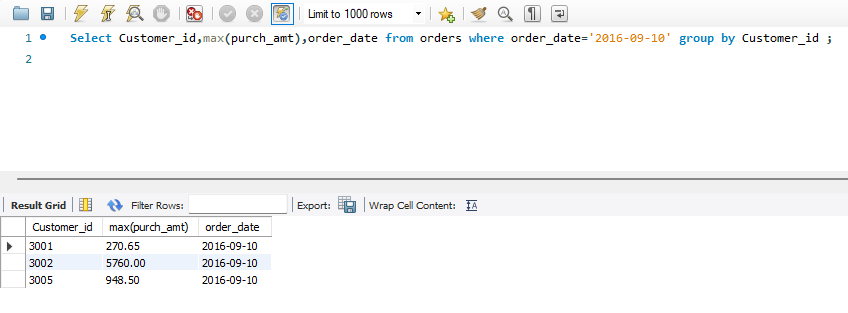 Limit to 1000 rows
1 Select Customer_id,max(purch_amt),order_date from orders where order_date='2016-09-10' group by Customer_id ;
2
Result Grid Filter Rows: Export: Wrap Cell Content:
Customer_id max(purch_amt) order_date
3001 270.65 2016-09-10
3002 5760.00 2016-09-10
3005 948.50 2016-09-10